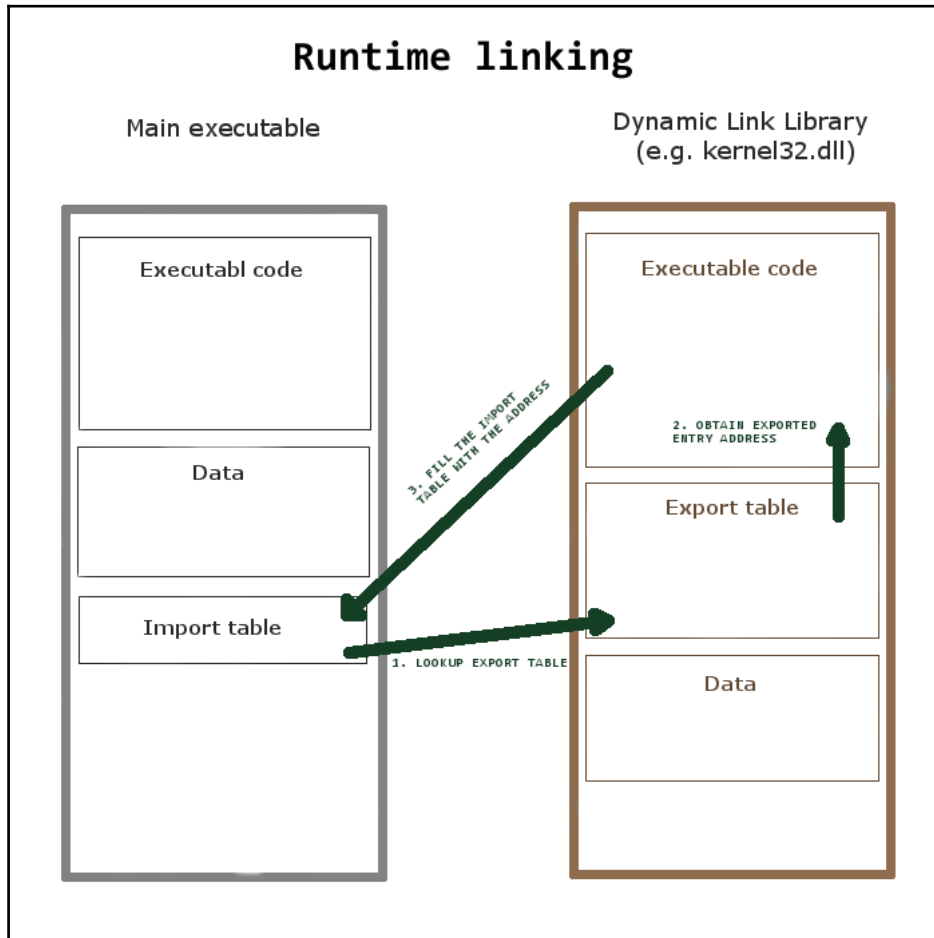 Runtime linking
Main executable
Dynamic Link Library
(e.g. kernel32.dll)
Executabl code
Data
Import table
Executable code
Export table
Data
3. FILL THE IMPORT
TABLE WITH THE ADDRESS
2. OBTAIN EXPORTED
ENTRY ADDRESS
1. LOOKUP EXPORT TABLE